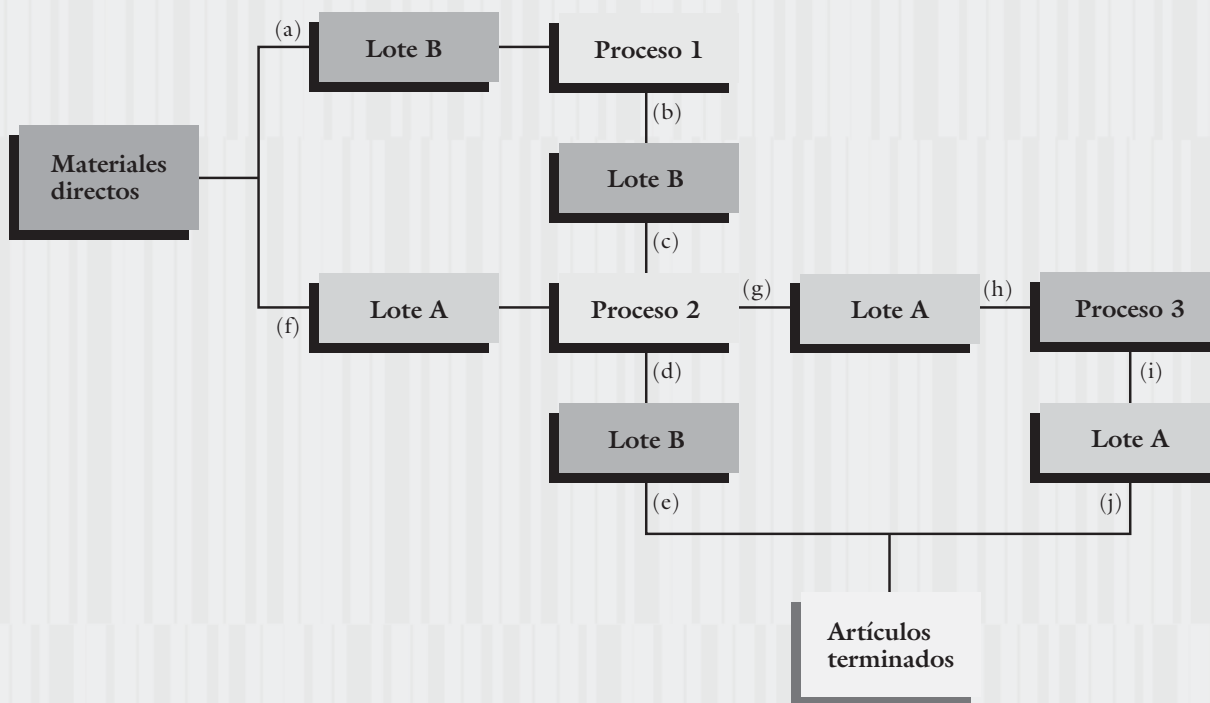 (a)
Lote B
Proceso 1
(b)
Materiales
directos
Lote B
(c)
(f)
Lote A
Proceso 2
(g)
Lote A
(h)
Proceso 3
(d)
(i)
Lote B
Lote A
(e)
(j)
Artículos
terminados